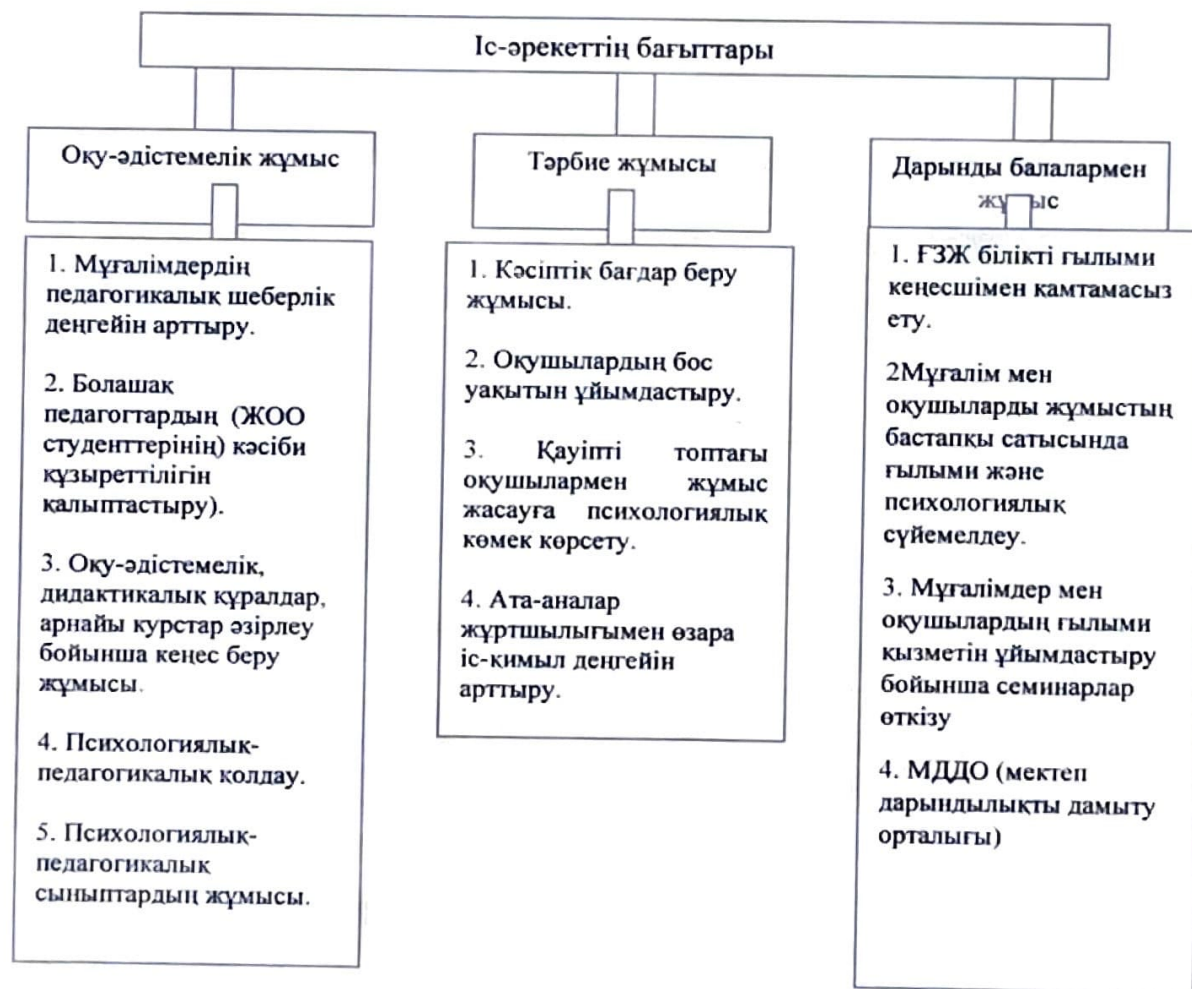 Іс-әрекеттің бағыттары
Оқу-әдістемелік жұмыс
1. Мұғалімдердің
педагогикалық шеберлік
деңгейін арттыру.
2. Болашақ
педагогтардың (ЖОО
студенттерінің) кәсіби
құзыреттілігін
қалыптастыру).
3. Оқу-әдістемелік,
дидактикалық құралдар,
арнайы курстар әзірлеу
бойынша кеңес беру
жұмысы.
4. Психологиялық-
педагогикалық қолдау.
5. Психологиялық-
педагогикалық
сыныптардың жұмысы.
Тәрбие жұмысы
1. Кәсіптік бағдар беру
жұмысы.
2. Оқушылардың бос
уақытын ұйымдастыру.
3. Қауіпті топтағы
оқушылармен жұмыс
жасауға психологиялық
көмек көрсету.
4. Ата-аналар
жұртшылығымен өзара
іс-қимыл деңгейін
арттыру.
Дарынды балалармен
жұ ыс
1. ҒЗЖ білікті ғылыми
кеңесшімен қамтамасыз
ету.
2Мұғалім мен
оқушыларды жұмыстың
бастапқы сатысында
ғылыми және
психологиялық
сүйемелдеу.
3. Мұғалімдер мен
оқушылардың ғылыми
қызметін ұйымдастыру
бойынша семинарлар
өткізу
4. МДДО (мектеп
дарындылықты дамыту
орталығы)